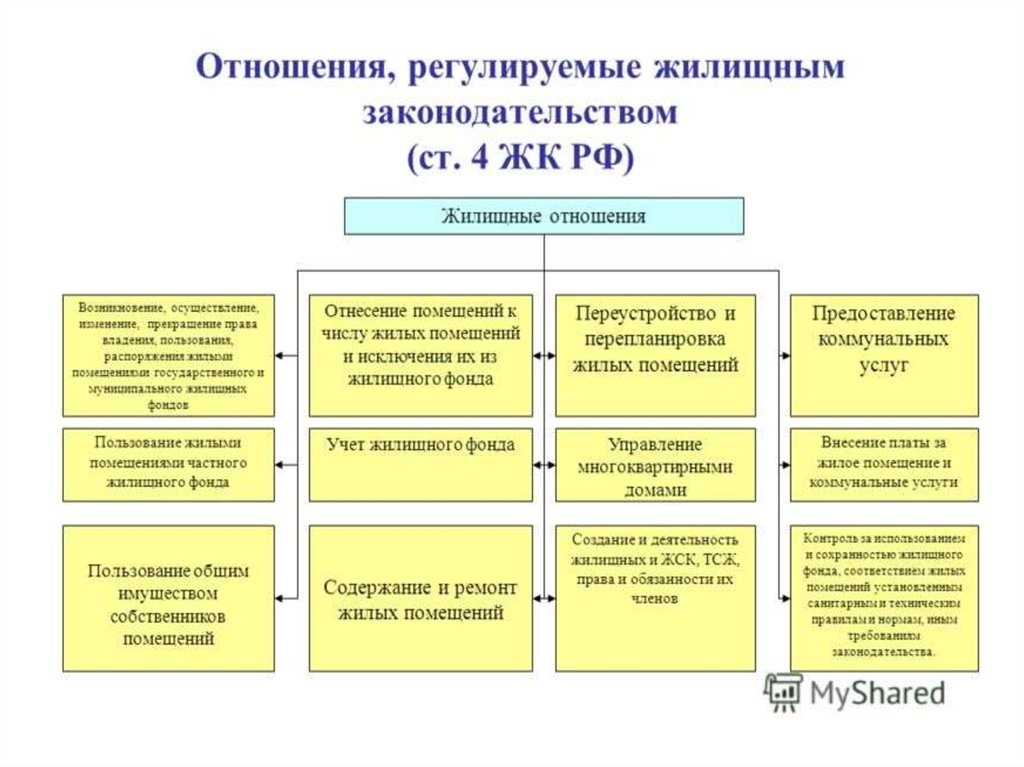 Отношения, регулируемые жилищным
законодательством
(ст. 4 ЖК РФ)
Жилищные отношения
Возникновение, осуществление,
изменение, прекращение права
владения, пользования,
распоряжения жилыми
помещениями государственного и
муниципального жилищных
фондов
Отнесение помещений к
числу жилых помещений
и исключения их из
жилищного фонда
Переустройство и
перепланировка
жилых помещений
Предоставление
коммунальных
услуг
Пользование жилыми
помещениями частного
жилищного фонда
Учет жилищного фонда
Управление
многоквартирными
домами
Внесение платы за
жилое помещение и
коммунальные услуги
Пользование общим
имуществом
собственников
помещений
Содержание и ремонт
жилых помещений
Создание и деятельность
жилищных и ЖСК, ТСЖ,
права и обязанности их
членов
Контроль за использованием
и сохранностью жилищного
фонда, соответствием жилых
помещений установленным
санитарным и техническим
правилам и нормам, иным
требованиям
законодательства.
MyShared